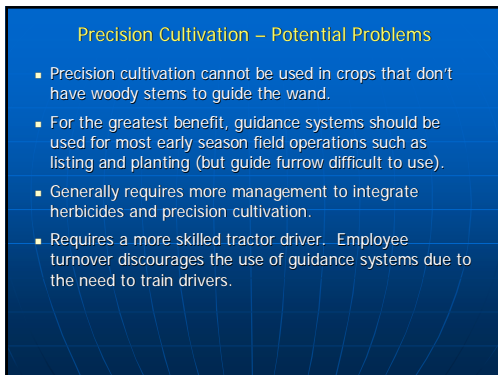 Precision Cultivation – Potential Problems
Precision cultivation cannot be used in crops that don't
have woody stems to guide the wand.
For the greatest benefit, guidance systems should be
used for most early season field operations such as
listing and planting (but guide furrow difficult to use).
Generally requires more management to integrate
herbicides and precision cultivation.
Requires a more skilled tractor driver.  Employee
turnover discourages the use of guidance systems due to
the need to train drivers.